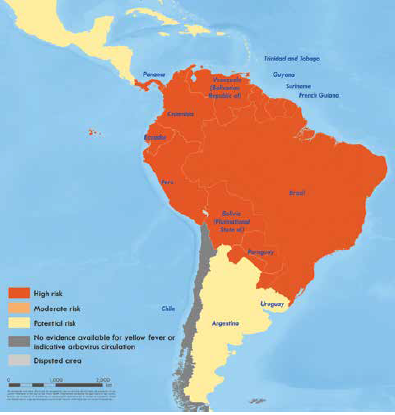 Trinidad and Tobago
Panama
Guyana
Venezuela
(Bolivarian
Republic of)
Suriname
French Guiana
Colombia
Ecuador
Peru
Brazil
Bolivia
(Plurinational
State of)
Paraguay
Chile
Uruguay
Argentina
High risk
Moderate risk
Potential risk
No evidence available for yellow fever or
indicative arbovirus circulation
Disputed area
0 1,000 2,000